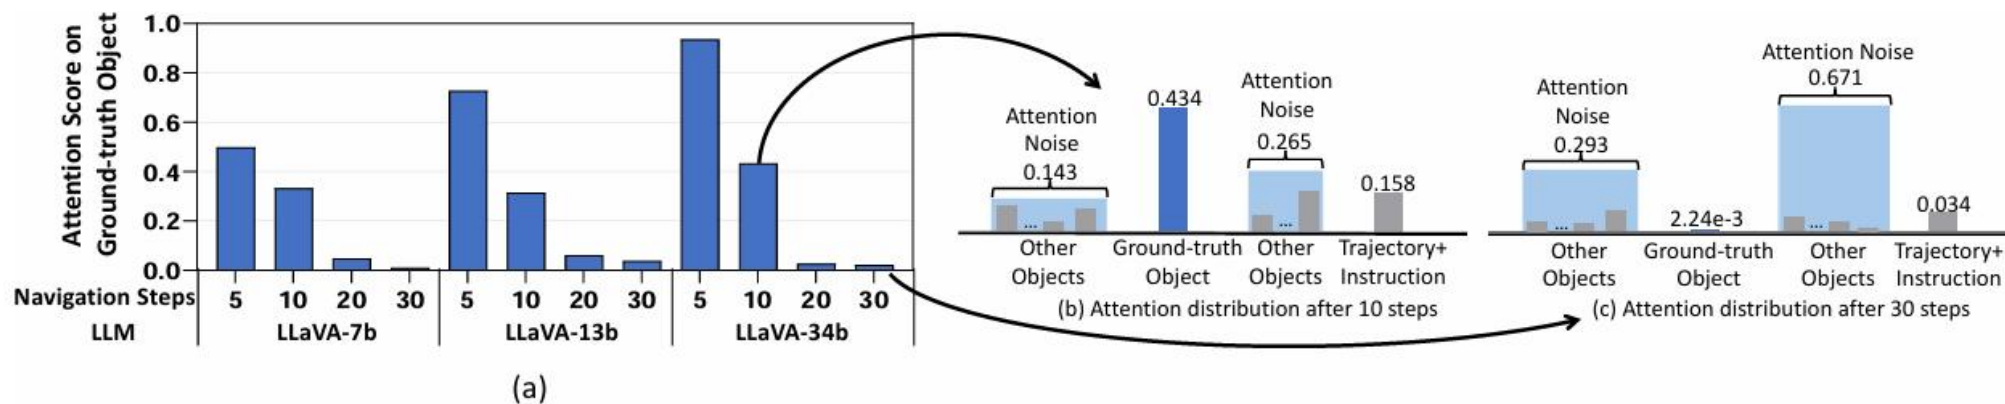 Attention Score on
Ground-truth Object
1.0
0.8
0.6
0.4
0.2
0.0
Navigation Steps 5 10 20 30 5 10 20 30 5 10 20 30
LLM LLaVA-7b LLaVA-13b LLaVA-34b
(a)
Attention
Noise
0.143
0.434
Attention
Noise
0.265
0.158
...
...
Other Ground-truth Other Trajectory+
Objects Object Objects Instruction
(b) Attention distribution after 10 steps
Attention
Noise
0.293
2.24e-3
Attention Noise
0.671
0.034
...
...
Other Ground-truth Other Trajectory+
Objects Object Objects Instruction
(c) Attention distribution after 30 steps